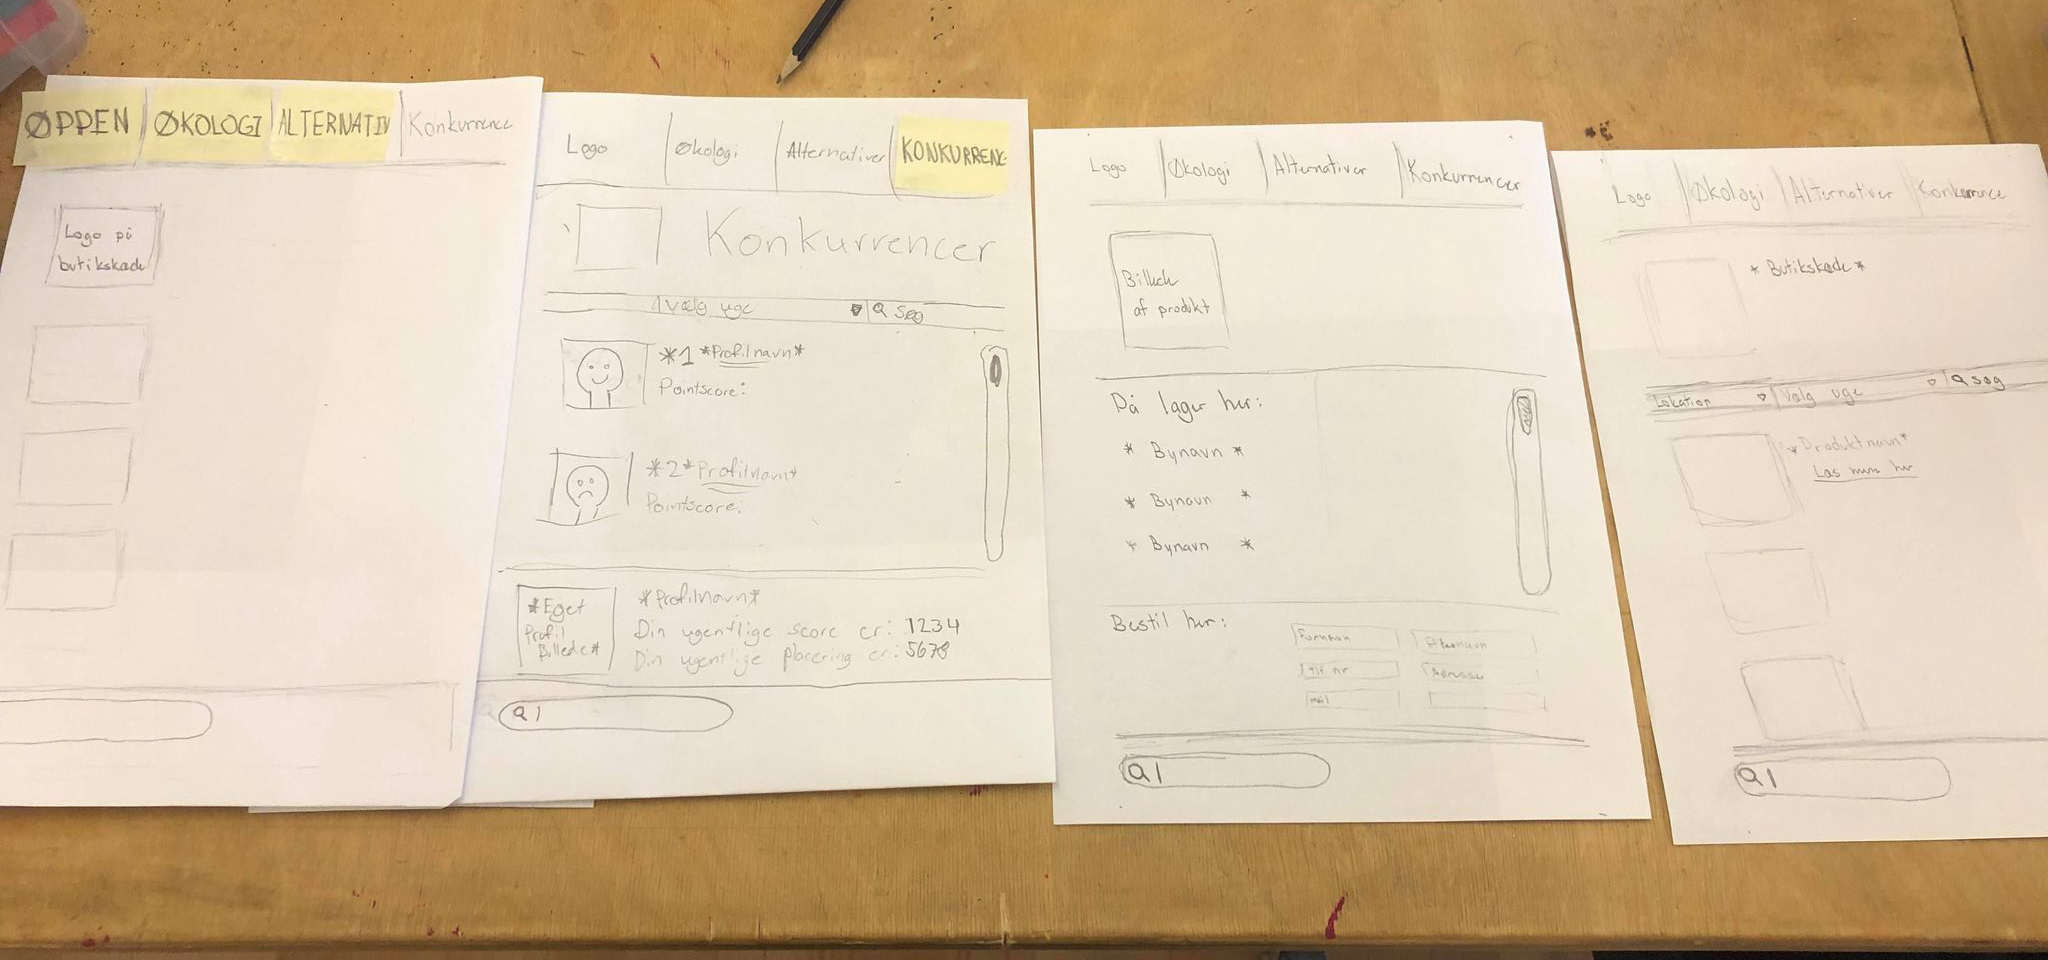 ØPPEN ØKOLOGI ALTERNATIV Konkurrence
Logo på
butikskæde
Logo Økologi Alternativer KONKURRENC
Konkurrencer
Vælg uge søg
*1 *Profilnavn*
Pointscore:
*2* Profilnavn*
Pointscore:
*Eget
Profil
Billede*
*Profilnavn*
Din ugentlige score er: 1234
Din ugentlige placering er: 5678
Logo Økologi Alternativer Konkurrencer
Billede
af produkt
På lager her:
* Bynavn *
* Bynavn *
* Bynavn *
Bestil her:
Fornavn Efternavn
tlf nr Adresse
mail
Logo Økologi Alternativer Konkurrence
* Butikskæde *
Lokation Vælg uge søg
*Produktnavn*
Læs mere her